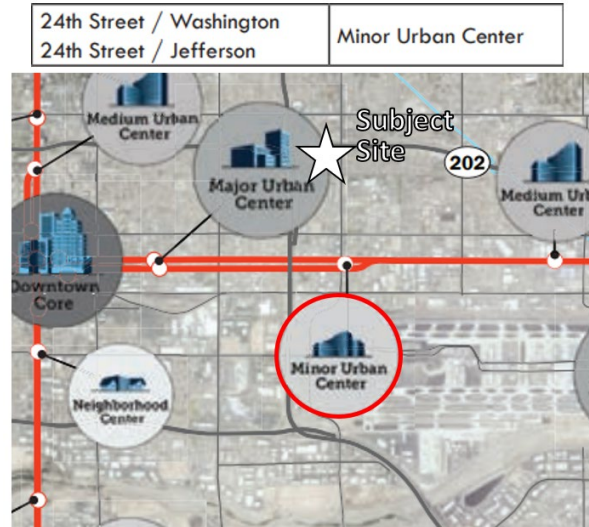 24th Street / Washington
24th Street / Jefferson
Minor Urban Center
Medium Urban
Center
Major Urban
Center
Subject
Site
202
Medium Urban
Center
Downtown
Core
Minor Urban
Center
Neighborhood
Center